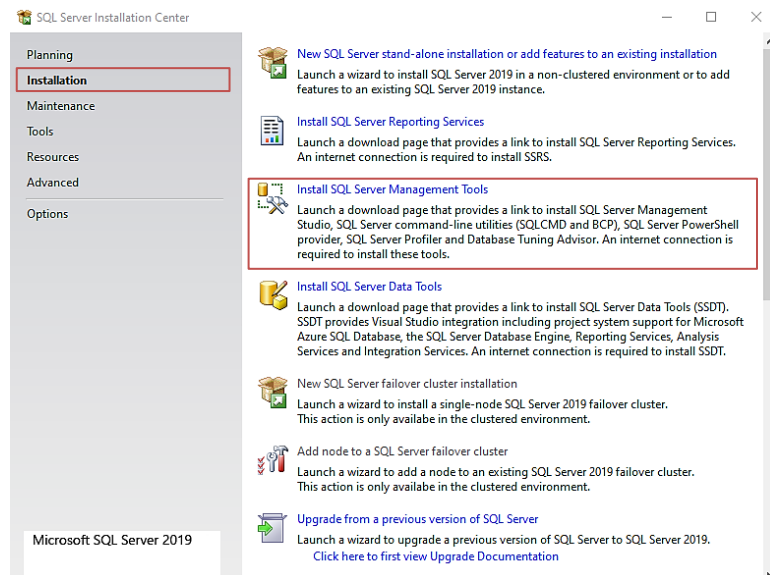 SQL Server Installation Center
Planning
Installation
Maintenance
Tools
Resources
Advanced
Options
Microsoft SQL Server 2019
New SQL Server stand-alone installation or add features to an existing installation
Launch a wizard to install SQL Server 2019 in a non-clustered environment or to add
features to an existing SQL Server 2019 instance.
Install SQL Server Reporting Services
Launch a download page that provides a link to install SQL Server Reporting Services.
An internet connection is required to install SSRS.
Install SQL Server Management Tools
Launch a download page that provides a link to install SQL Server Management
Studio, SQL Server command-line utilities (SQLCMD and BCP), SQL Server PowerShell
provider, SQL Server Profiler and Database Tuning Advisor. An internet connection is
required to install these tools.
Install SQL Server Data Tools
Launch a download page that provides a link to install SQL Server Data Tools (SSDT).
SSDT provides Visual Studio integration including project system support for Microsoft
Azure SQL Database, the SQL Server Database Engine, Reporting Services, Analysis
Services and Integration Services. An internet connection is required to install SSDT.
New SQL Server failover cluster installation
Launch a wizard to install a single-node SQL Server 2019 failover cluster.
This action is only availabe in the clustered environment.
Add node to a SQL Server failover cluster
Launch a wizard to add a node to an existing SQL Server 2019 failover cluster.
This action is only availabe in the clustered environment.
Upgrade from a previous version of SQL Server
Launch a wizard to upgrade a previous version of SQL Server to SQL Server 2019.
Click here to first view Upgrade Documentation